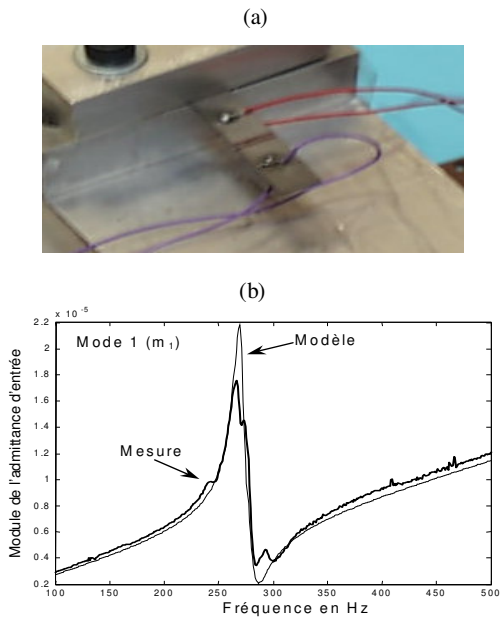 (a)
(b)
x 10 -5
2.2
2
1.8
1.6
1.4
1.2
1
0.8
0.6
0.4
0.2
Module de l'admittance d'entrée
Mode 1 (m 1)
Modèle
Mesure
100 150 200 250 300 350 400 450 500
Fréquence en Hz